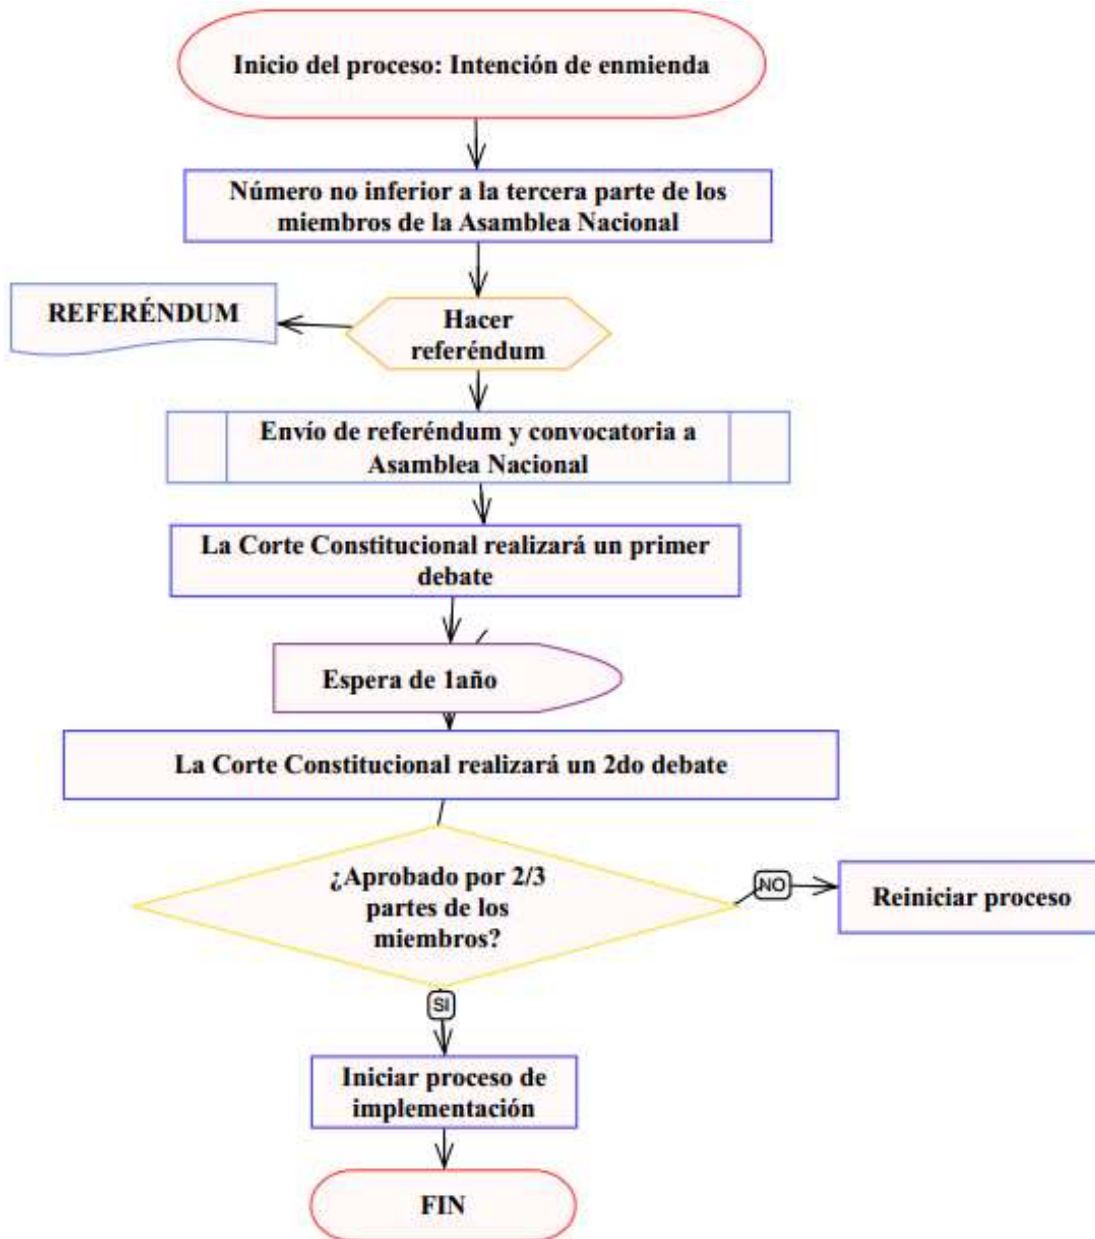 Inicio del proceso: Intención de enmienda
Número no inferior a la tercera parte de los
miembros de la Asamblea Nacional
REFERÉNDUM
Hacer
referéndum
Envío de referéndum y convocatoria a
Asamblea Nacional
La Corte Constitucional realizará un primer
debate
Espera de 1año
La Corte Constitucional realizará un 2do debate
¿Aprobado por 2/3
partes de los
miembros?
NO
Reiniciar proceso
SI
Iniciar proceso de
implementación
FIN